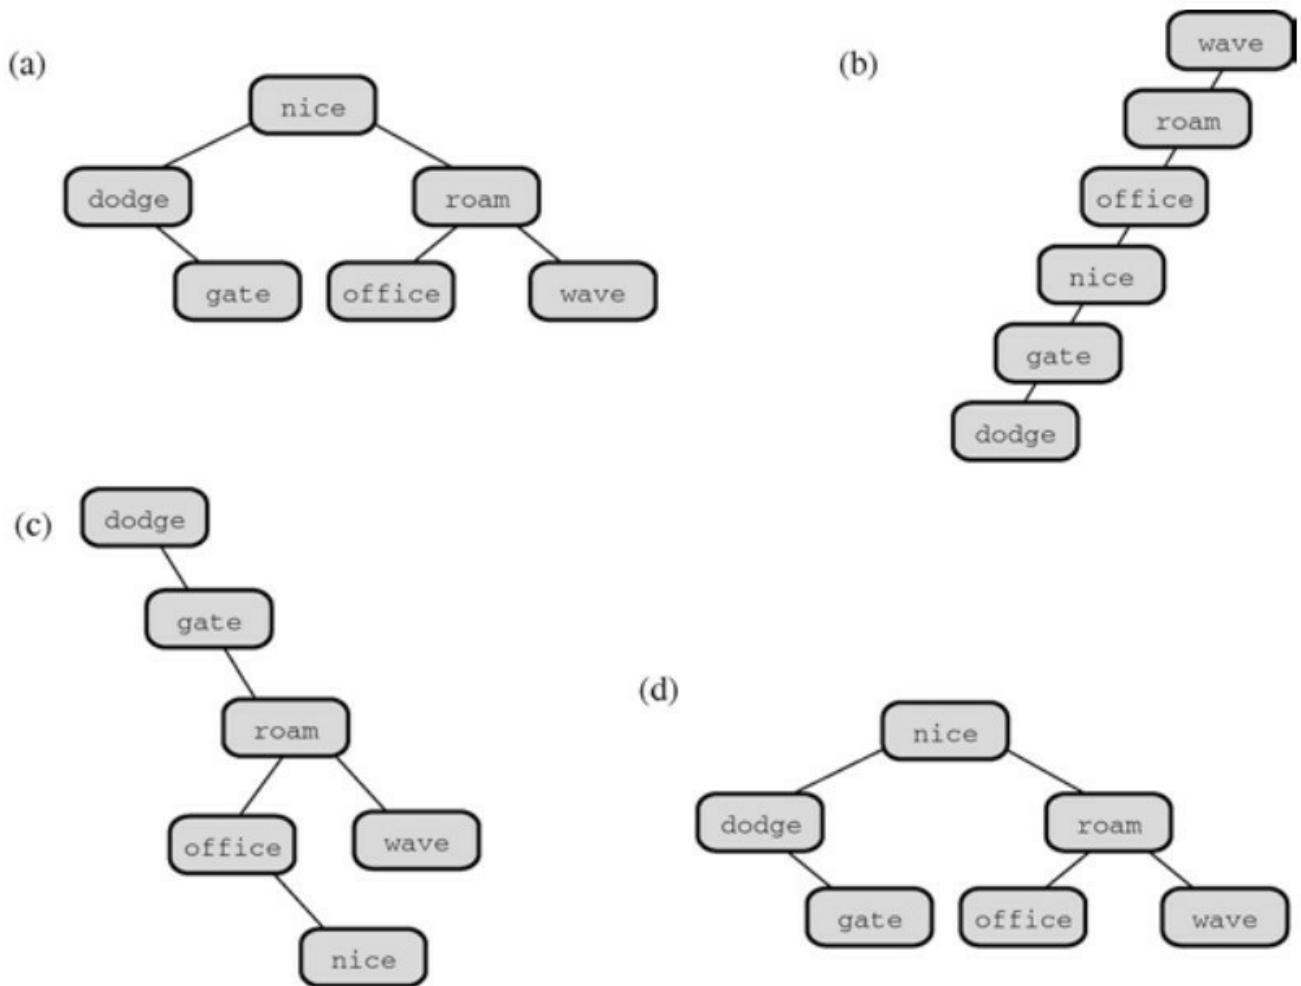 (a)
nice
dodge roam
gate office wave
(b)
wave
roam
office
nice
gate
dodge
(c)
dodge
gate
roam
office wave
nice
(d)
nice
dodge roam
gate office wave